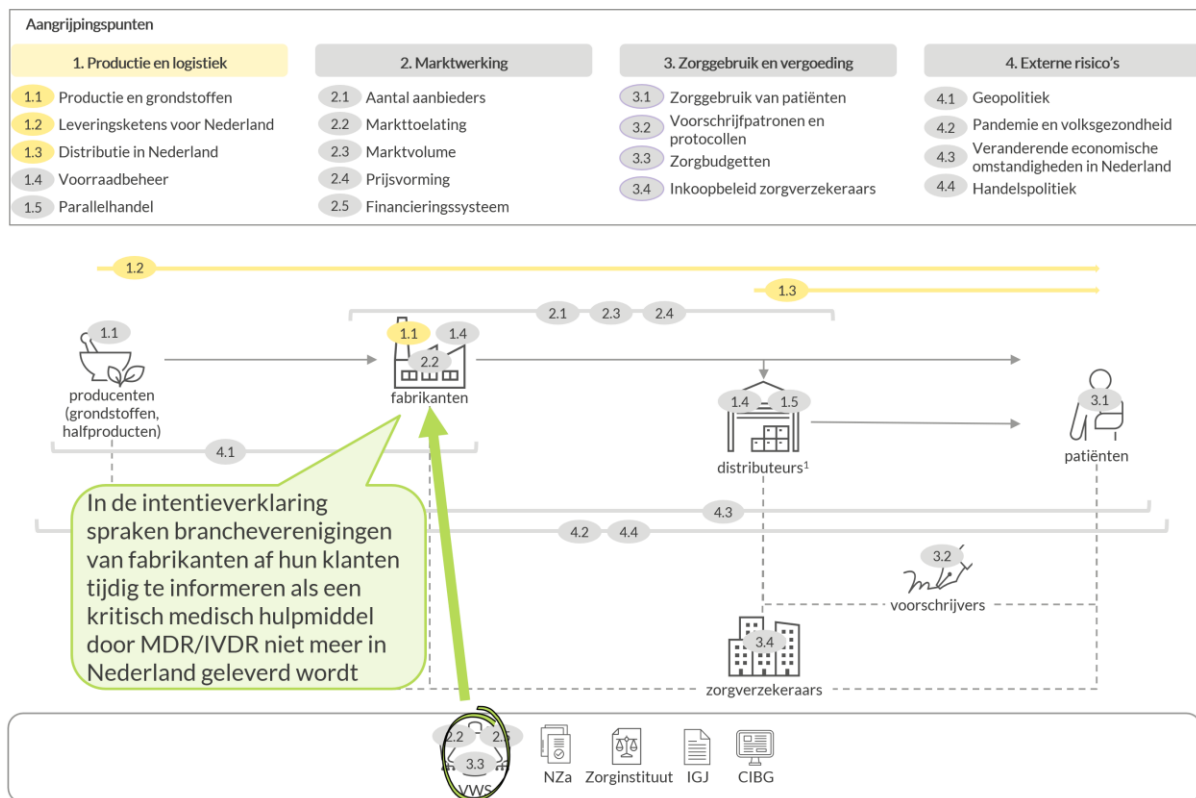 Aangrijpingspunten
1. Productie en logistiek
1.1 Productie en grondstoffen
1.2 Leveringsketens voor Nederland
1.3 Distributie in Nederland
1.4 Voorraadbeheer
1.5 Parallelhandel
2. Marktwerking
2.1 Aantal aanbieders
2.2 Markttoelating
2.3 Marktvolume
2.4 Prijsvorming
2.5 Financieringssysteem
3. Zorggebruik en vergoeding
3.1 Zorggebruik van patiënten
3.2 Voorschrijfpatronen en
protocollen
3.3 Zorgbudgetten
3.4 Inkoopbeleid zorgverzekeraars
4. Externe risico's
4.1 Geopolitiek
4.2 Pandemie en volksgezondheid
4.3 Veranderende economische
omstandigheden in Nederland
4.4 Handelspolitiek
1.2
1.3
2.1 2.3 2.4
1.1
producenten
(grondstoffen,
halfproducten)
1.1 1.4
2.2
fabrikanten
1.4 1.5
distributeurs¹
3.1
patiënten
4.1
In de intentieverklaring
spraken brancheverenigingen
van fabrikanten af hun klanten
tijdig te informeren als een
kritisch medisch hulpmiddel
door MDR/IVDR niet meer in
Nederland geleverd wordt
4.3
4.2 4.4
3.2
voorschrijvers
3.4
zorgverzekeraars
2.2 2.5
3.3
VWS
NZa
Zorginstituut
IGJ
CIBG